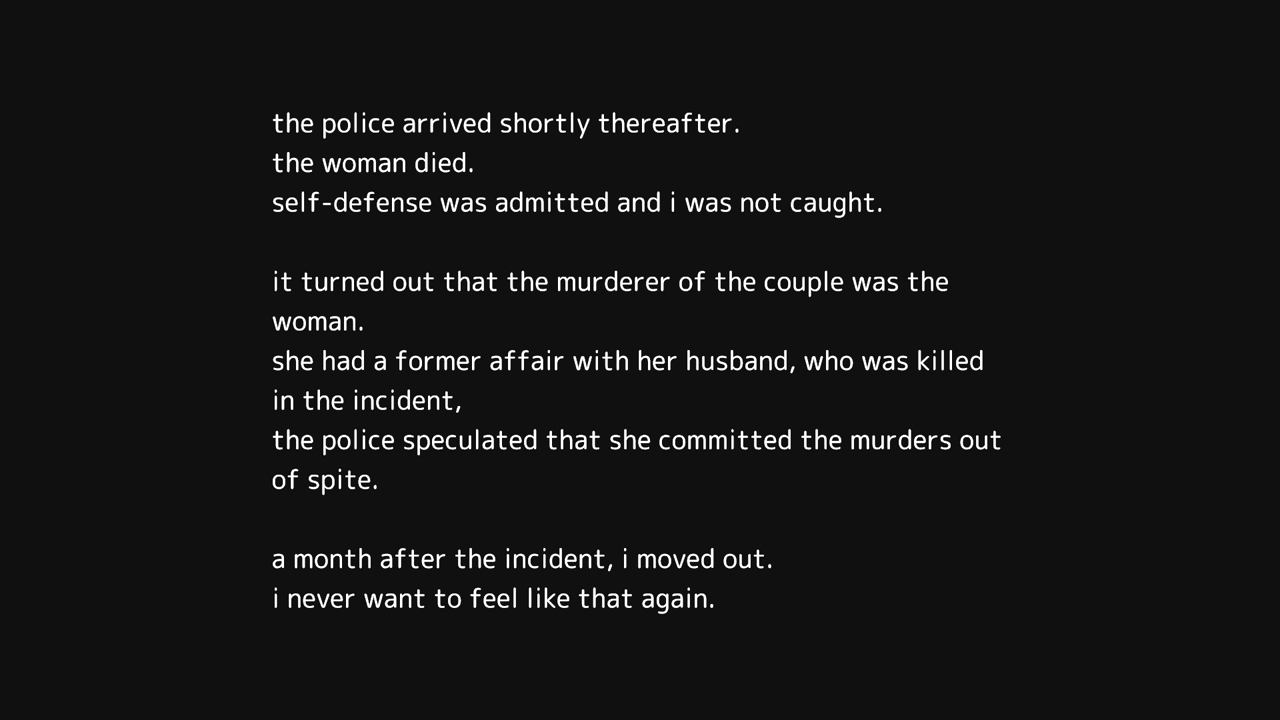 the police arrived shortly thereafter.
the woman died.
self-defense was admitted and i was not caught.
it turned out that the murderer of the couple was the
woman.
she had a former affair with her husband, who was killed
in the incident,
the police speculated that she committed the murders out
of spite.
a month after the incident, i moved out.
i never want to feel like that again.